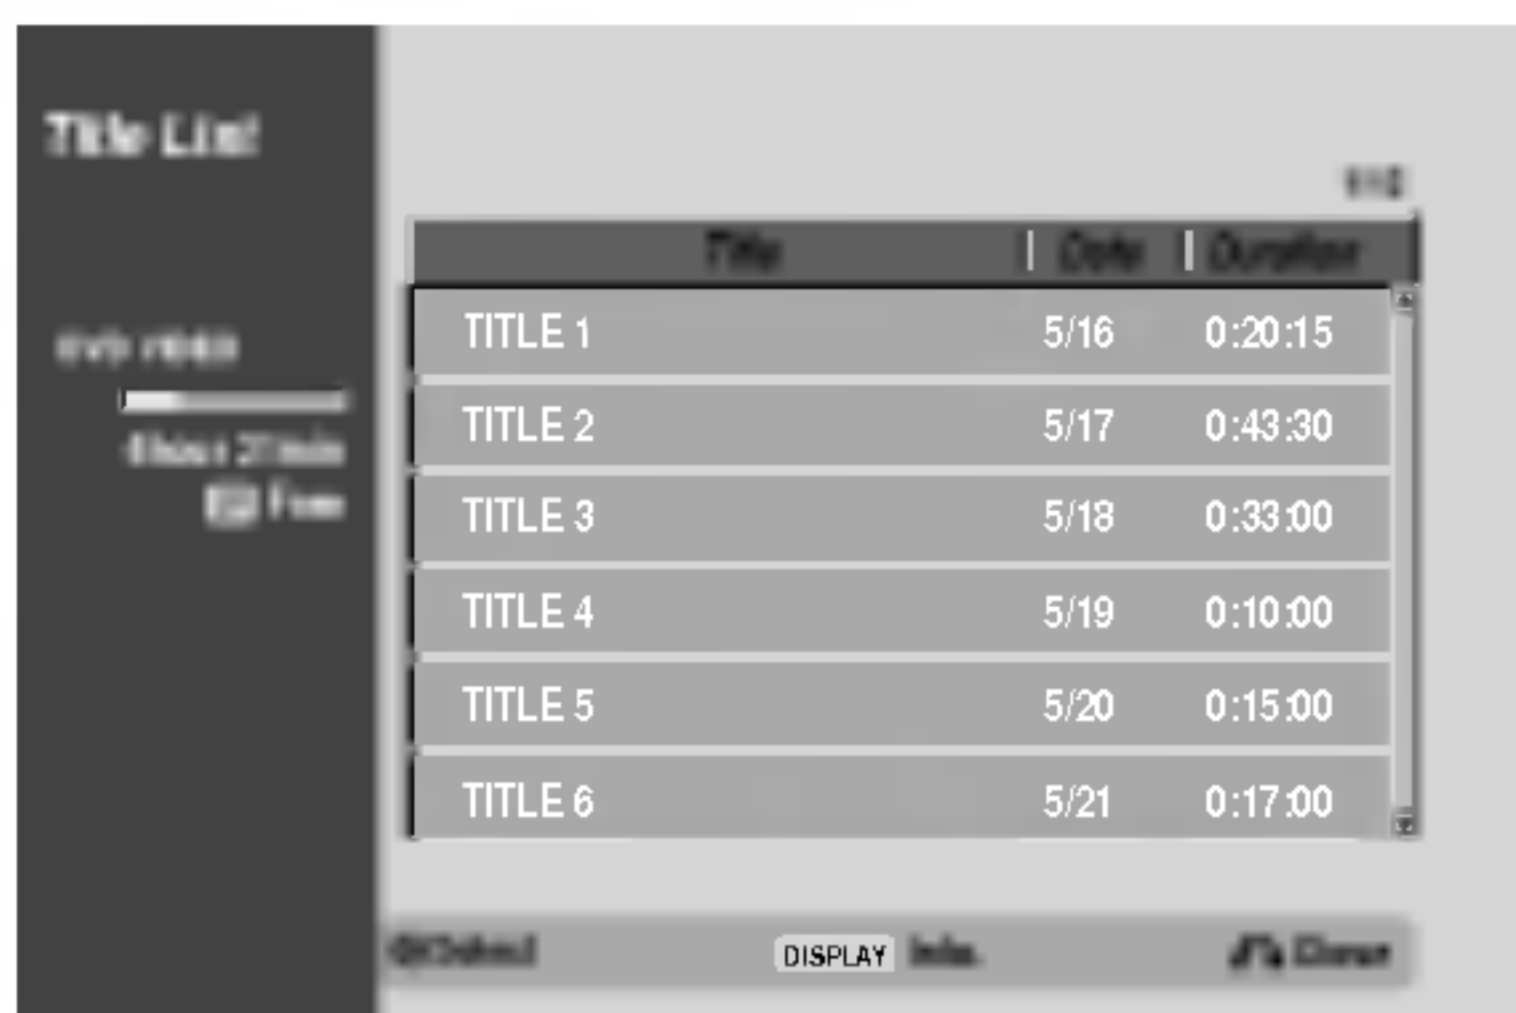 Title List
Title Date Duration
TITLE 1 5/16 0:20:15
TITLE 2 5/17 0:43:30
TITLE 3 5/18 0:33:00
TITLE 4 5/19 0:10:00
TITLE 5 5/20 0:15:00
TITLE 6 5/21 0:17:00
DISPLAY Info.